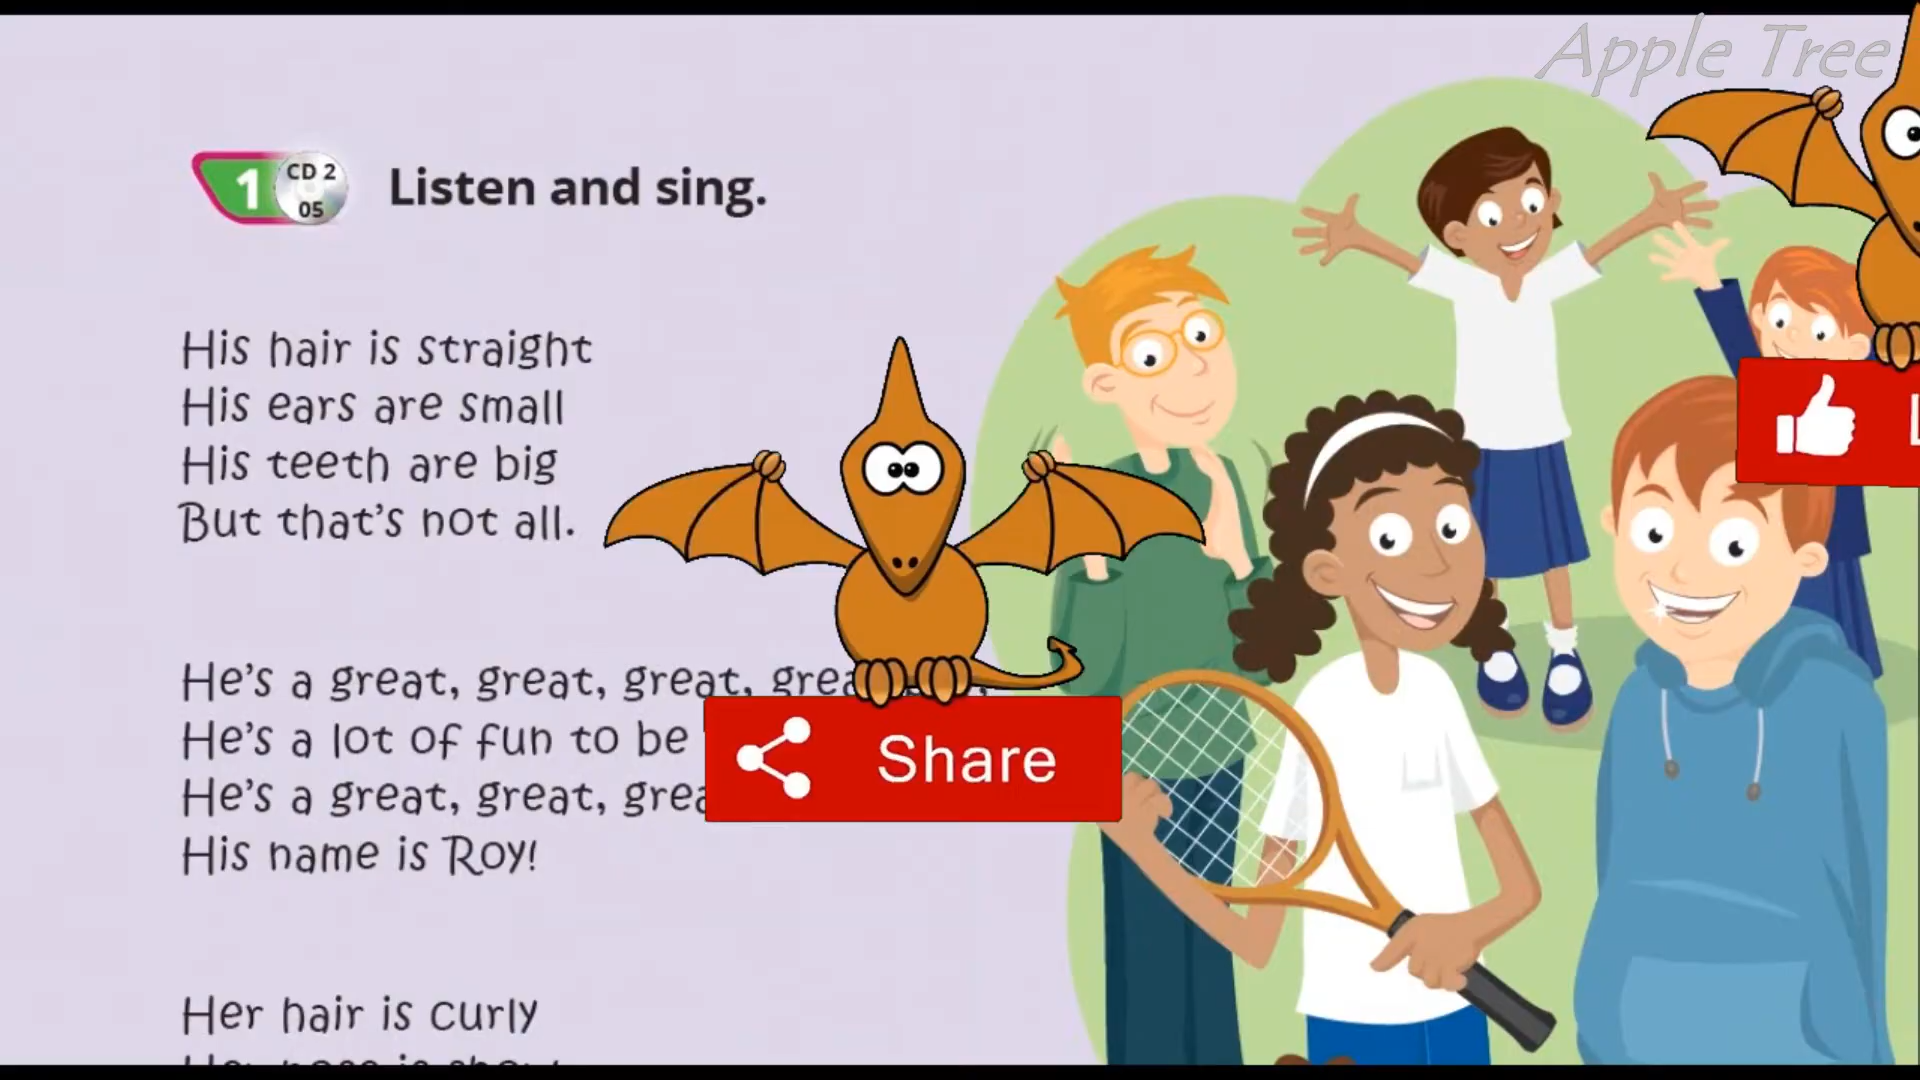 Apple Tree
1 CD 2 05 Listen and sing.
His hair is straight
His ears are small
His teeth are big
But that's not all.
He's a great, great, great,
He's a lot of fun to be
He's a great, great,
His name is Roy!
Share
Her hair is curly